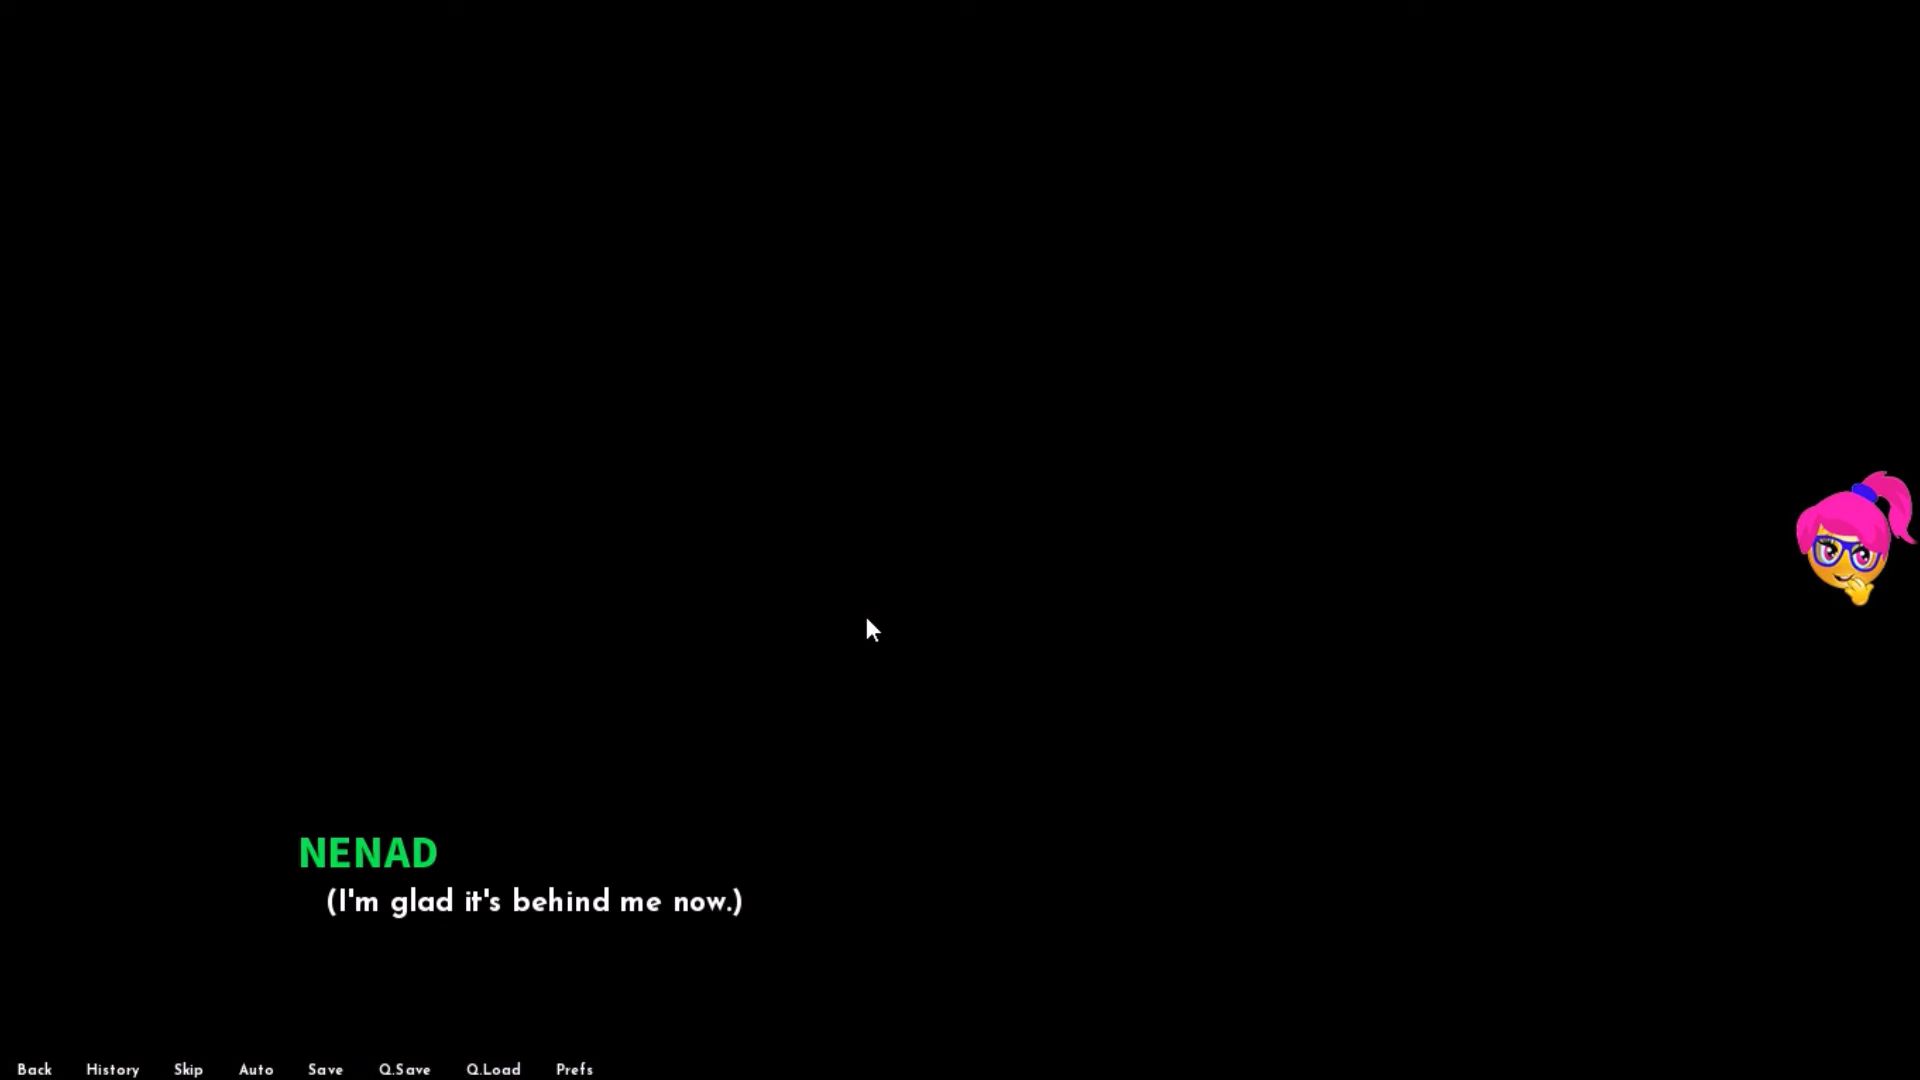 NENAD
(I'm glad it's behind me now.)
Back History Skip Auto Save Q.Save Q.Load Prefs